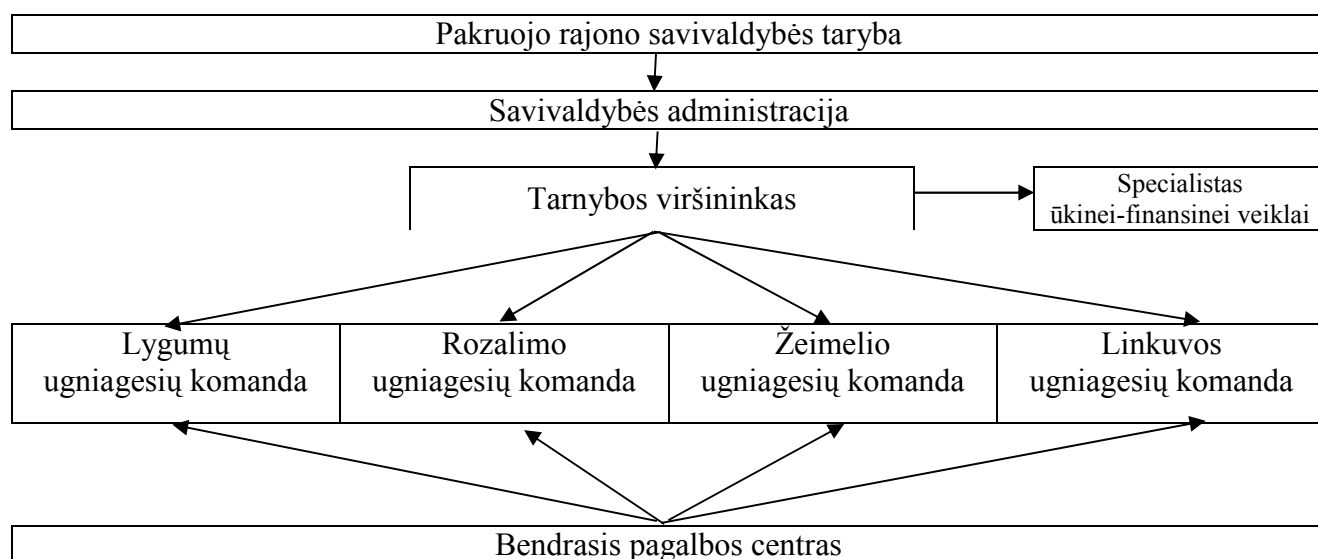 Pakruojo rajono savivaldybės taryba
Savivaldybės administracija
Tarnybos viršininkas
Specialistas
ūkinei-finansinei veiklai
Lygumų
ugniagesių komanda
Rozalimo
ugniagesių komanda
Žeimelio
ugniagesių komanda
Linkuvos
ugniagesių komanda
Bendrasis pagalbos centras